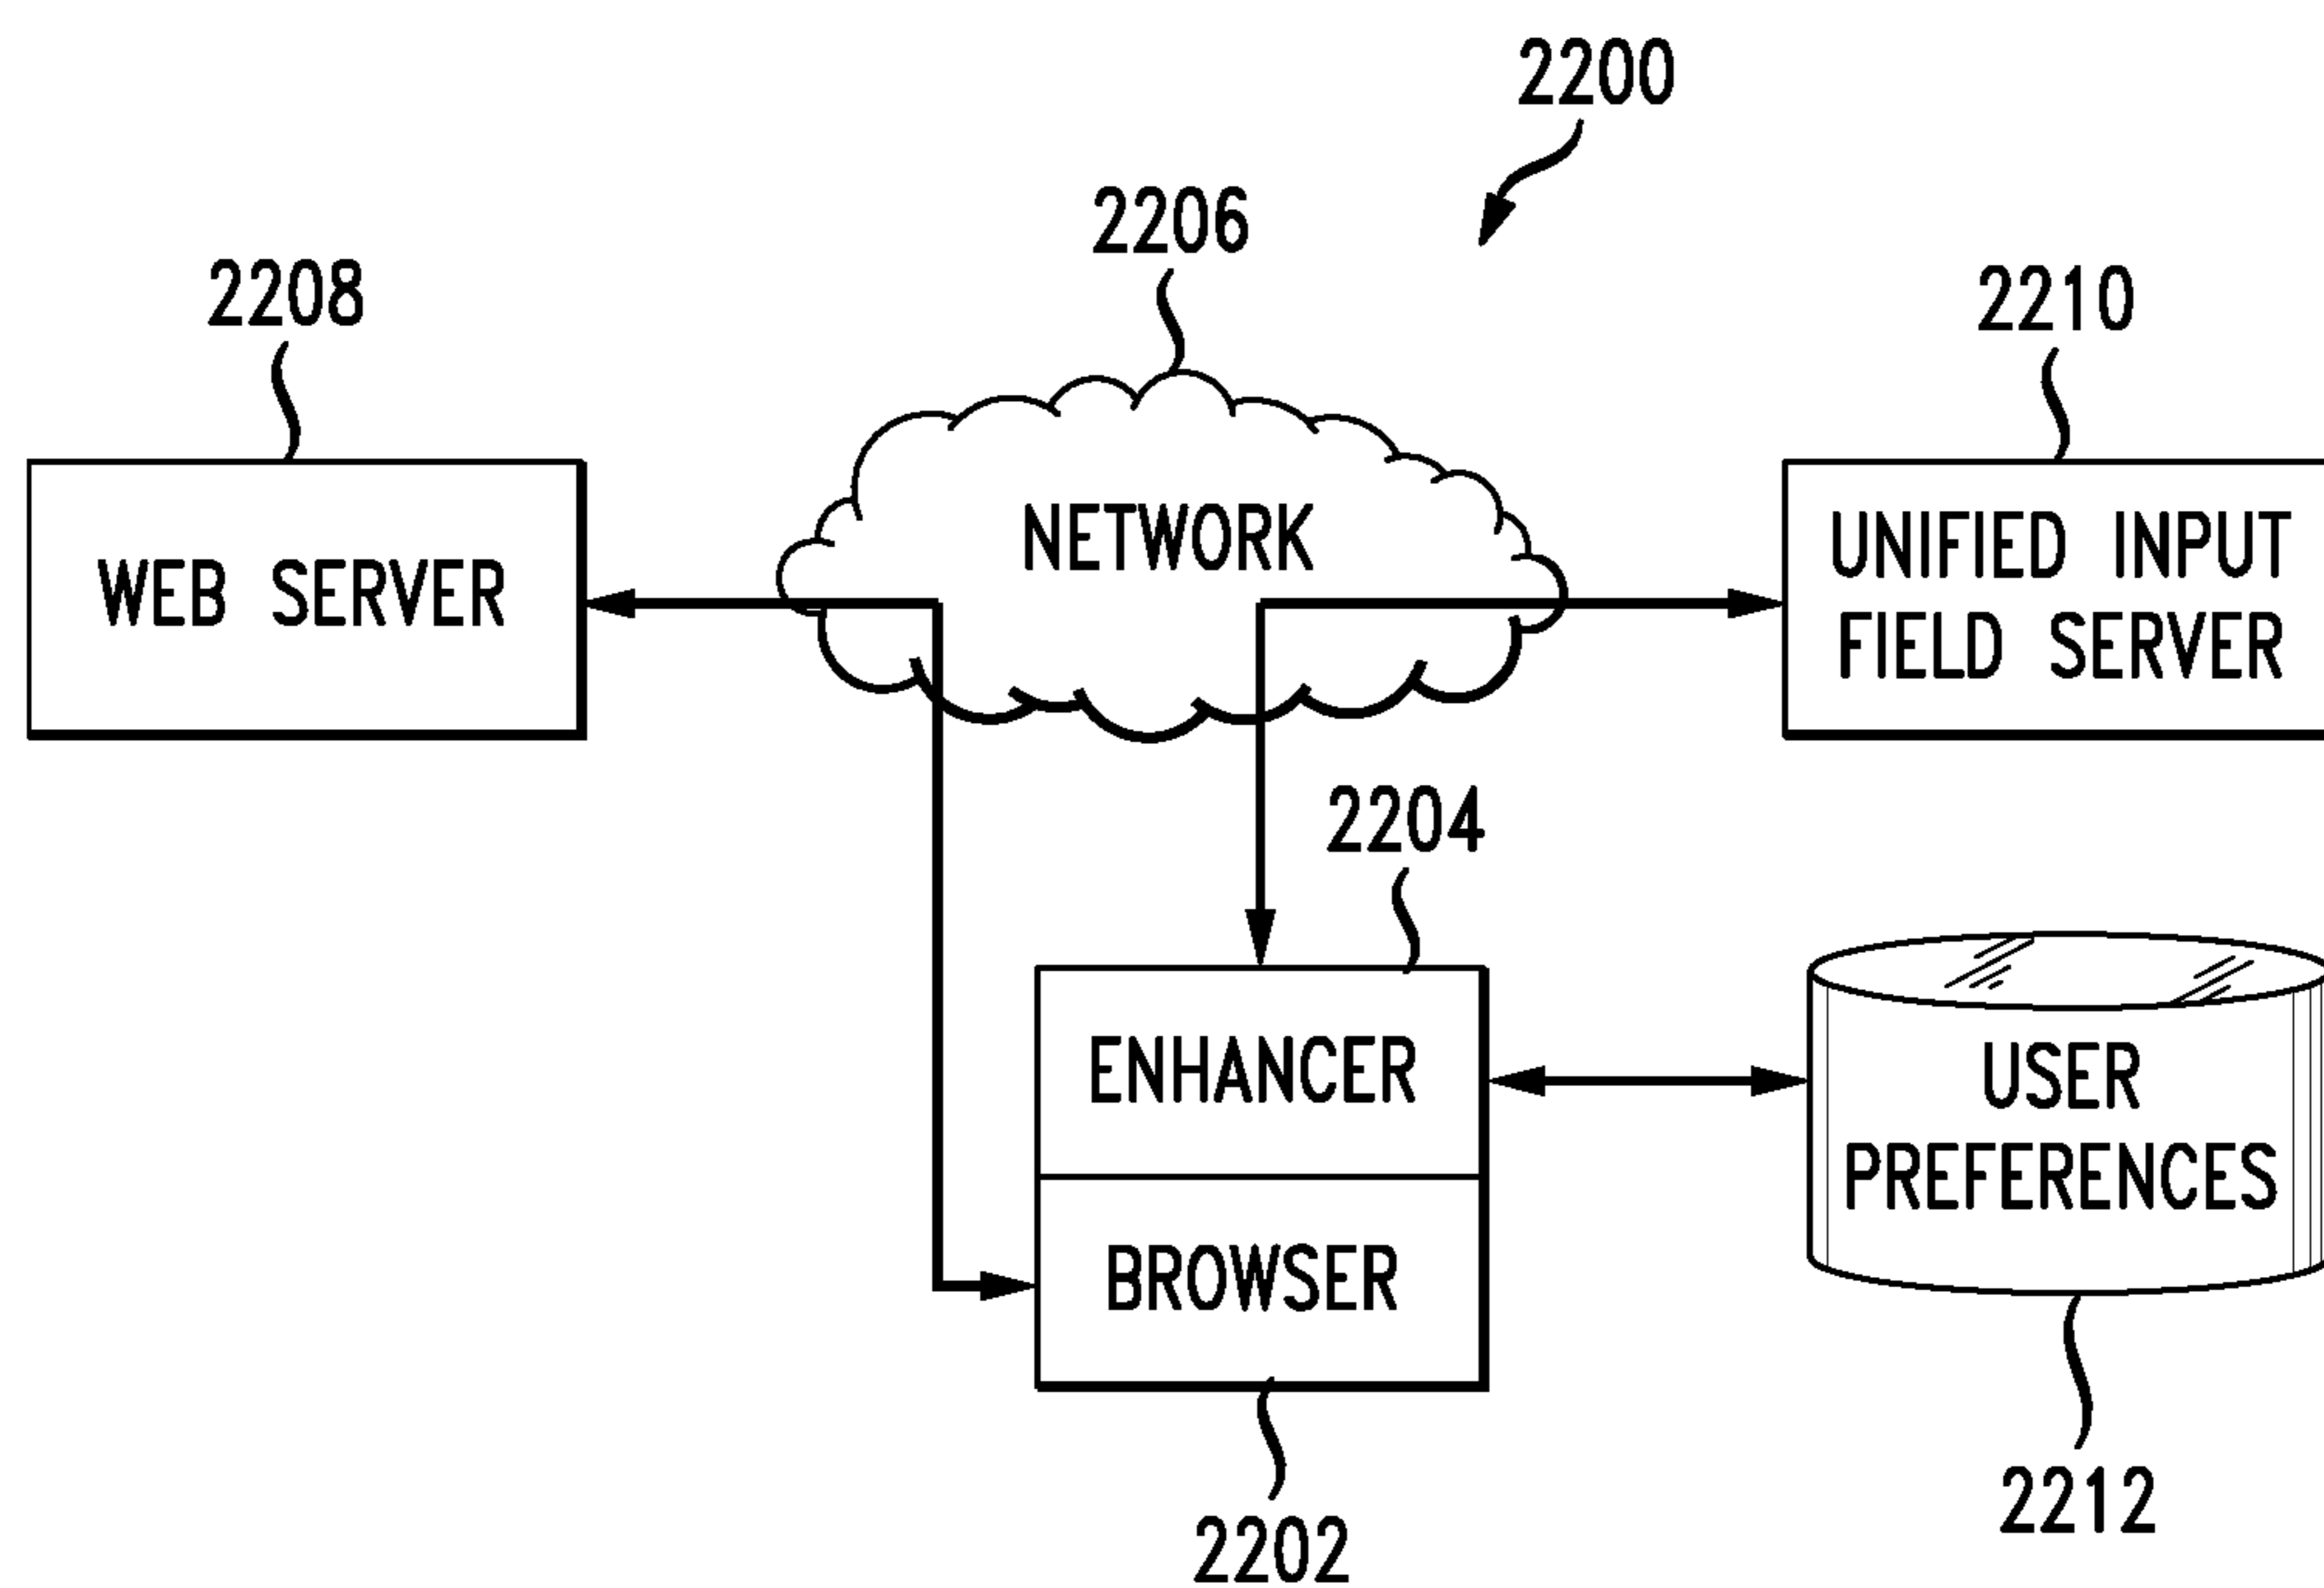 2200
2206
2208
2210
NETWORK
WEB SERVER
UNIFIED INPUT
FIELD SERVER
2204
ENHANCER
USER
PREFERENCES
BROWSER
2212
2202